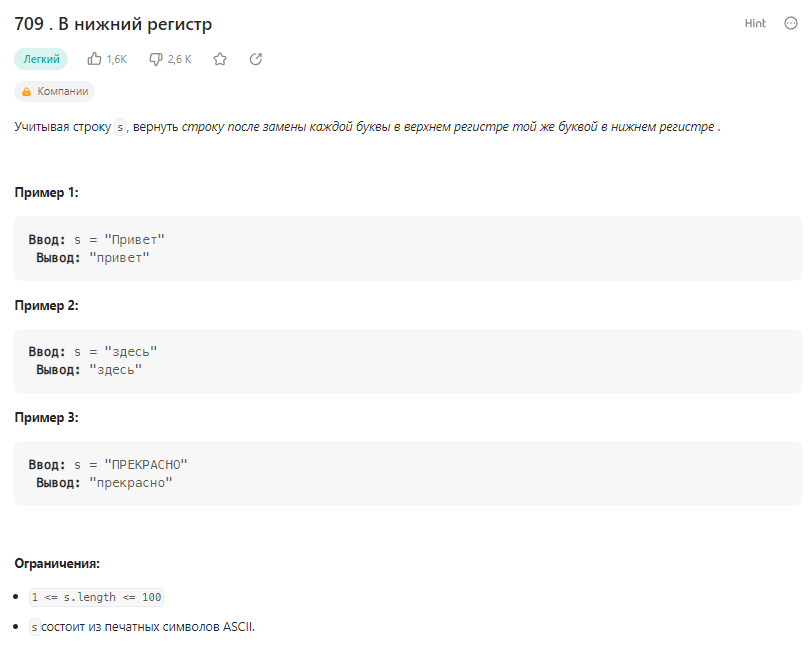 709 . В нижний регистр
Hint
Легкий 1,6K 2,6 K
Компании
Учитывая строку s , вернуть строку после замены каждой буквы в верхнем регистре той же буквой в нижнем регистре .
Пример 1:
Ввод: s = "Привет"
Вывод: "привет"
Пример 2:
Ввод: s = "здесь"
Вывод: "здесь"
Пример 3:
Ввод: s = "ПРЕКРАСНО"
Вывод: "прекрасно"
Ограничения:
1 <= s.length <= 100
s состоит из печатных символов ASCII.